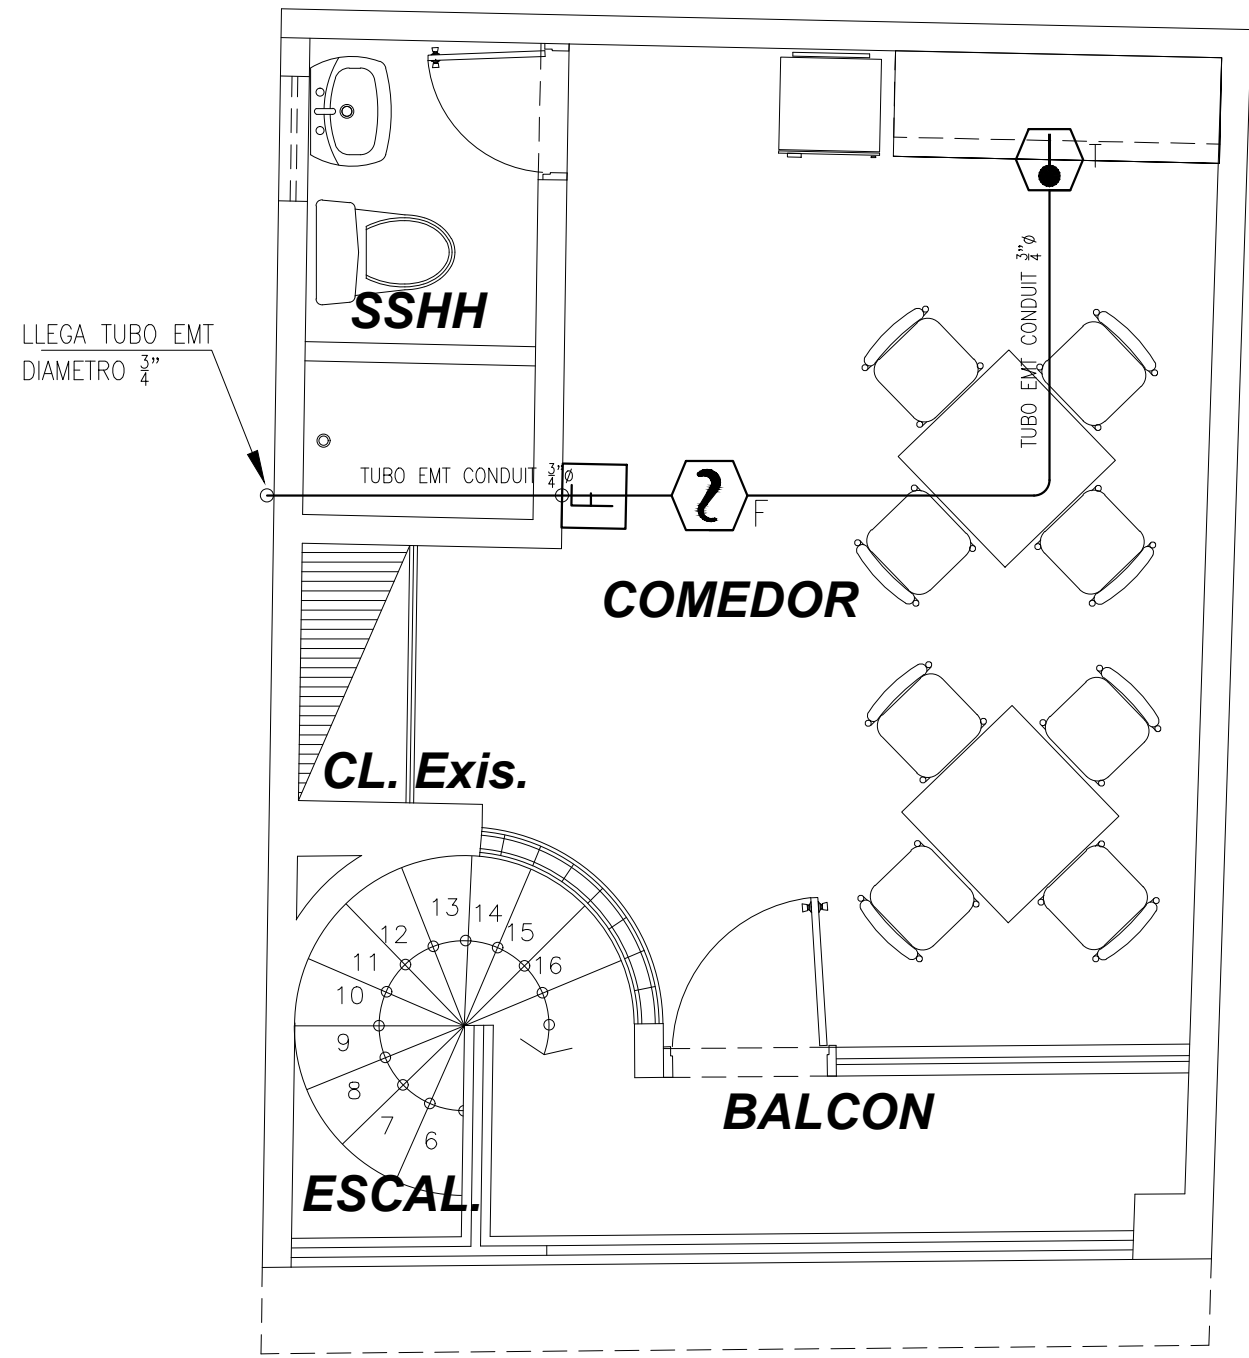 T
TUBO EMT CONDUIT 3/4"ø
SSHH
LLEGA TUBO EMT
DIAMETRO 3/4"
TUBO EMT CONDUIT 3/4"ø
F
COMEDOR
CL. Exis.
13
14
12
15
11
16
10
9
8
7
6
BALCON
ESCAL.